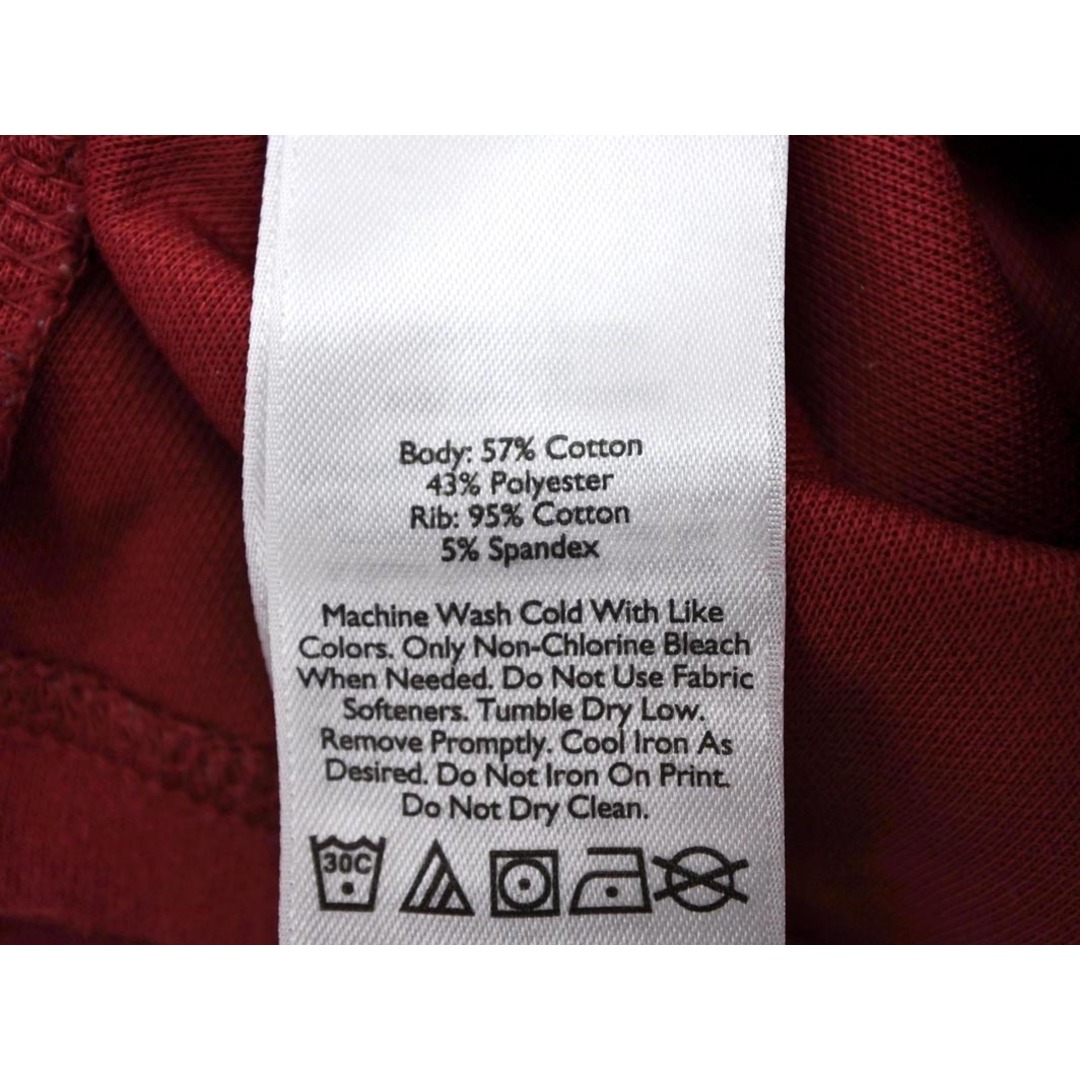 Body: 57% Cotton
43% Polyester
Rib: 95% Cotton
5% Spandex
Machine Wash Cold With Like
Colors. Only Non-Chlorine Bleach
When Needed. Do Not Use Fabric
Softeners. Tumble Dry Low.
Remove Promptly. Cool Iron As
Desired. Do Not Iron On Print.
Do Not Dry Clean.
30C